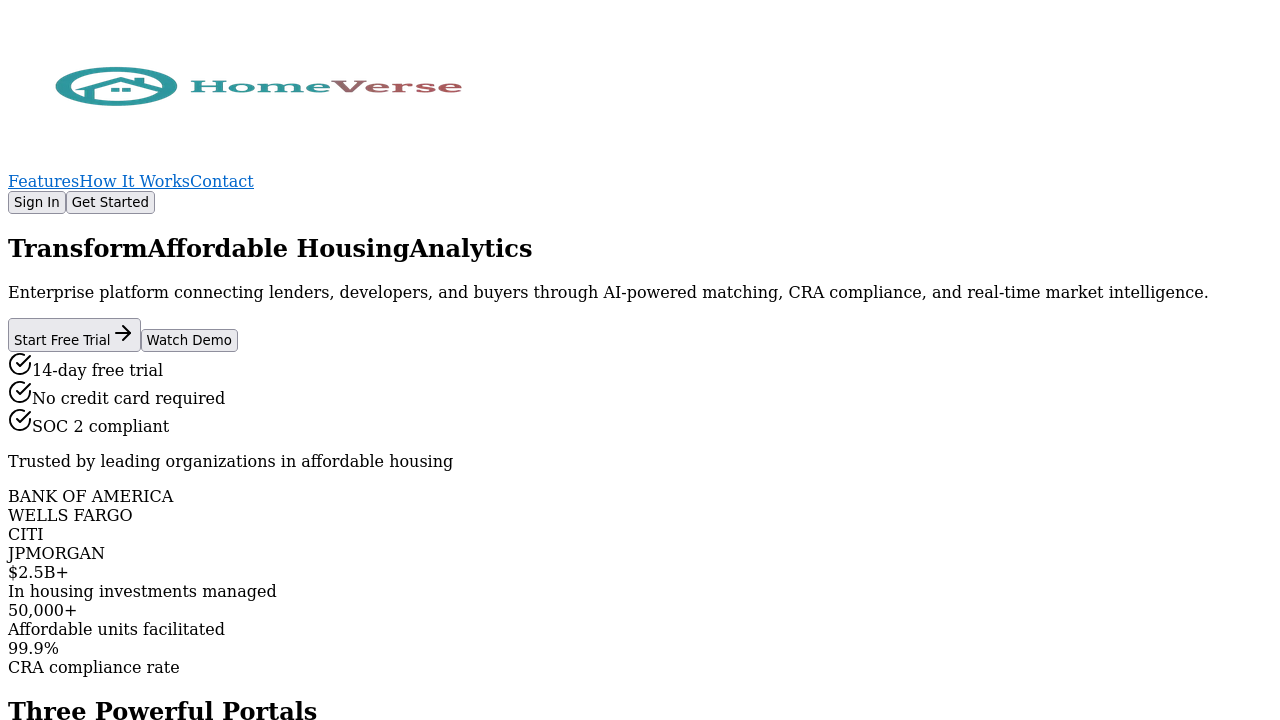 HomeVerse
FeaturesHow It WorksContact
Sign In Get Started
TransformAffordable HousingAnalytics
Enterprise platform connecting lenders, developers, and buyers through AI-powered matching, CRA compliance, and real-time market intelligence.
Start Free Trial Watch Demo
14-day free trial
No credit card required
SOC 2 compliant
Trusted by leading organizations in affordable housing
BANK OF AMERICA
WELLS FARGO
CITI
JPMORGAN
$2.5B+
In housing investments managed
50,000+
Affordable units facilitated
99.9%
CRA compliance rate
Three Powerful Portals